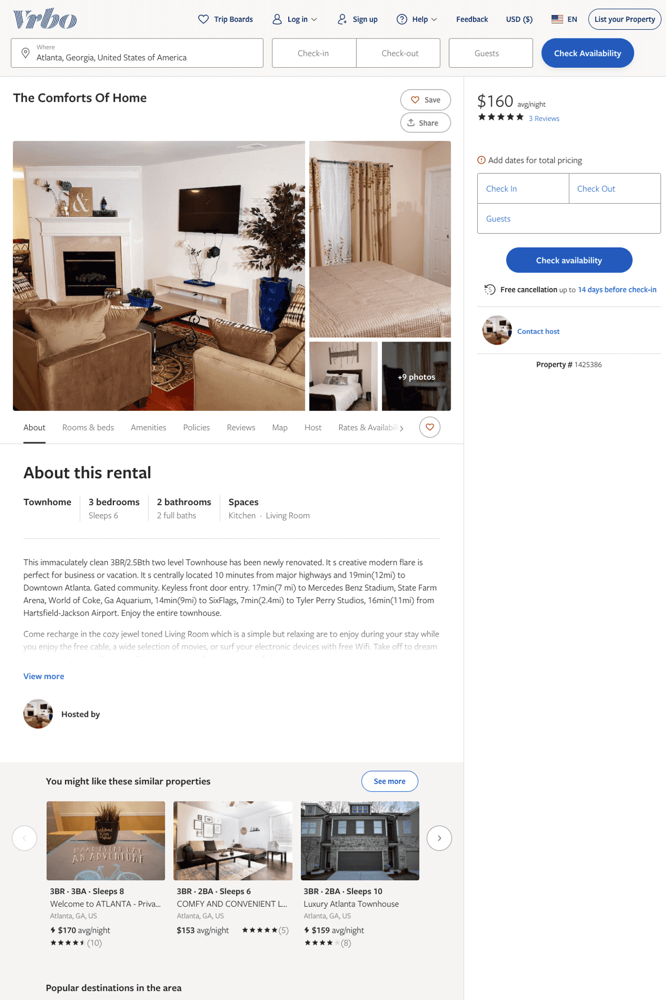 Vrbo
Trip Boards
Log in
Sign up
Help
Feedback
USD ($)
EN
List your Property
Where
Atlanta, Georgia, United States of America
Check-in
Check-out
Guests
Check Availability
The Comforts Of Home
Save
Share
&
+9 photos
$160 avg/night
3 Reviews
Add dates for total pricing
Check In
Check Out
Guests
Check availability
Free cancellation up to 14 days before check-in
Contact host
Property # 1425386
About
Rooms & beds
Amenities
Policies
Reviews
Map
Host
Rates & Availabili
About this rental
Townhome
3 bedrooms
Sleeps 6
2 bathrooms
2 full baths
Spaces
Kitchen · Living Room
This immaculately clean 3BR/2.5Bth two level Townhouse has been newly renovated. It s creative modern flare is
perfect for business or vacation. It s centrally located 10 minutes from major highways and 19min(12mi) to
Downtown Atlanta. Gated community. Keyless front door entry. 17min(7 mi) to Mercedes Benz Stadium, State Farm
Arena, World of Coke, Ga Aquarium, 14min(9mi) to SixFlags, 7min(2.4mi) to Tyler Perry Studios, 16min(11mi) from
Hartsfield-Jackson Airport. Enjoy the entire townhouse.
Come recharge in the cozy jewel toned Living Room which is a simple but relaxing are to enjoy during your stay while
you enjoy the free cable, a wide selection of movies, or surf your electronic devices with free Wifi. Take off to dream
View more
Hosted by
You might like these similar properties
See more
welcome to our home
MAKE EVERY DAY
AN ADVENTURE
3BR · 3BA · Sleeps 8
Welcome to ATLANTA - Priva...
Atlanta, GA, US
$170 avg/night
(10)
3BR · 2BA · Sleeps 6
COMFY AND CONVENIENT L...
Atlanta, GA, US
$153 avg/night
(5)
3BR · 2BA · Sleeps 10
Luxury Atlanta Townhouse
Atlanta, GA, US
$159 avg/night
(8)
Popular destinations in the area